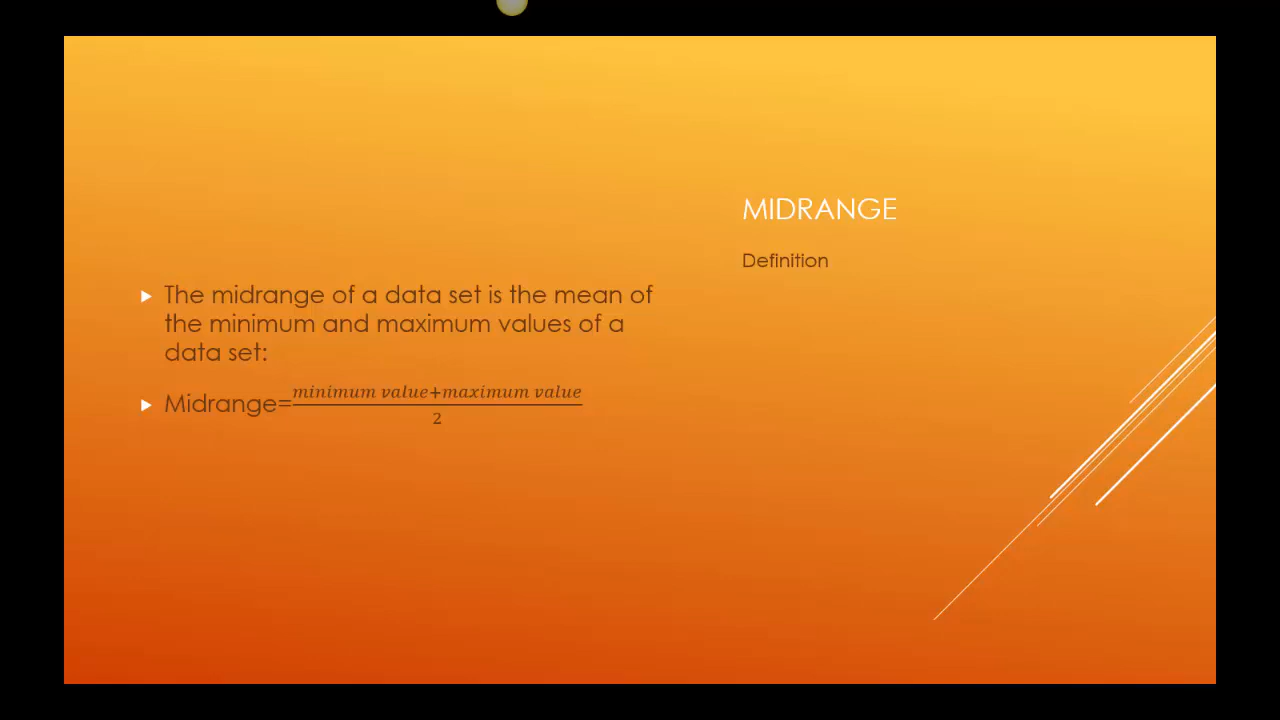 MIDRANGE
Definition
The midrange of a data set is the mean of
the minimum and maximum values of a
data set:
Midrange=\frac{minimum value+maximum value}{2}